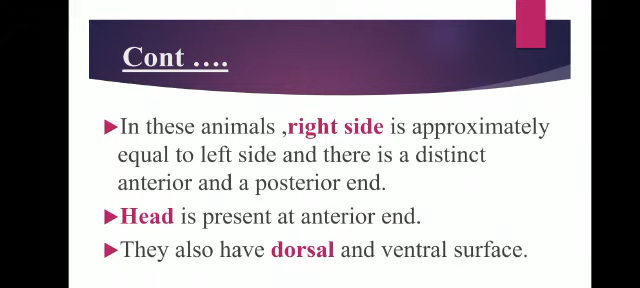 Cont ....
▶In these animals ,right side is approximately
equal to left side and there is a distinct
anterior and a posterior end.
▶Head is present at anterior end.
▶They also have dorsal and ventral surface.